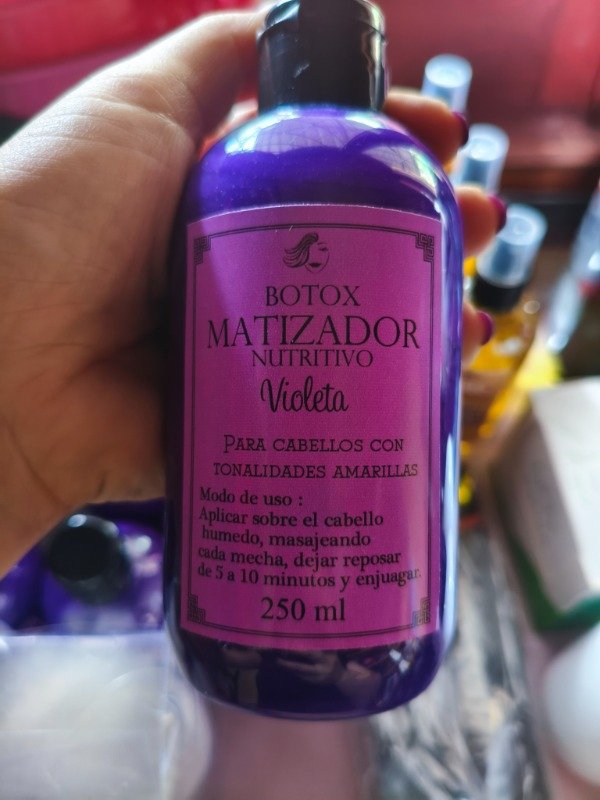 BOTOX
MATIZADOR
NUTRITIVO
Violeta
PARA CABELLOS CON
TONALIDADES AMARILLAS
Modo de uso :
Aplicar sobre el cabello
humedo, masajeando
cada mecha, dejar reposar
de 5 a 10 minutos y enjuagar.
250 ml